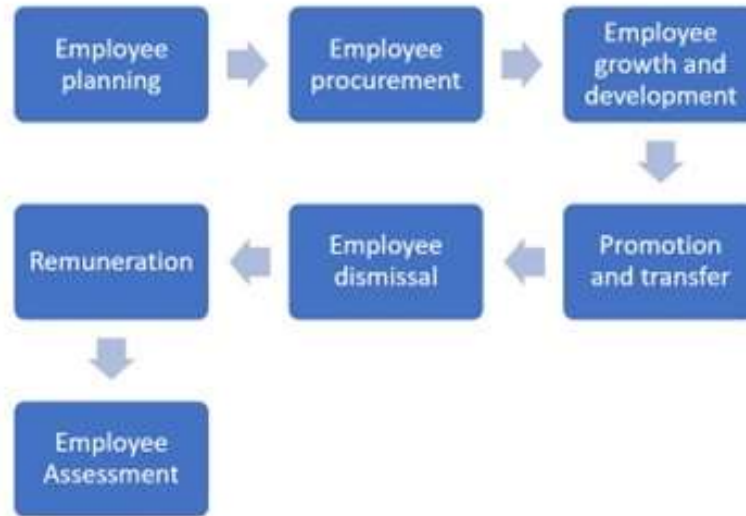 Employee
planning
Employee
procurement
Employee
growth and
development
Promotion
and transfer
Employee
dismissal
Remuneration
Employee
Assessment